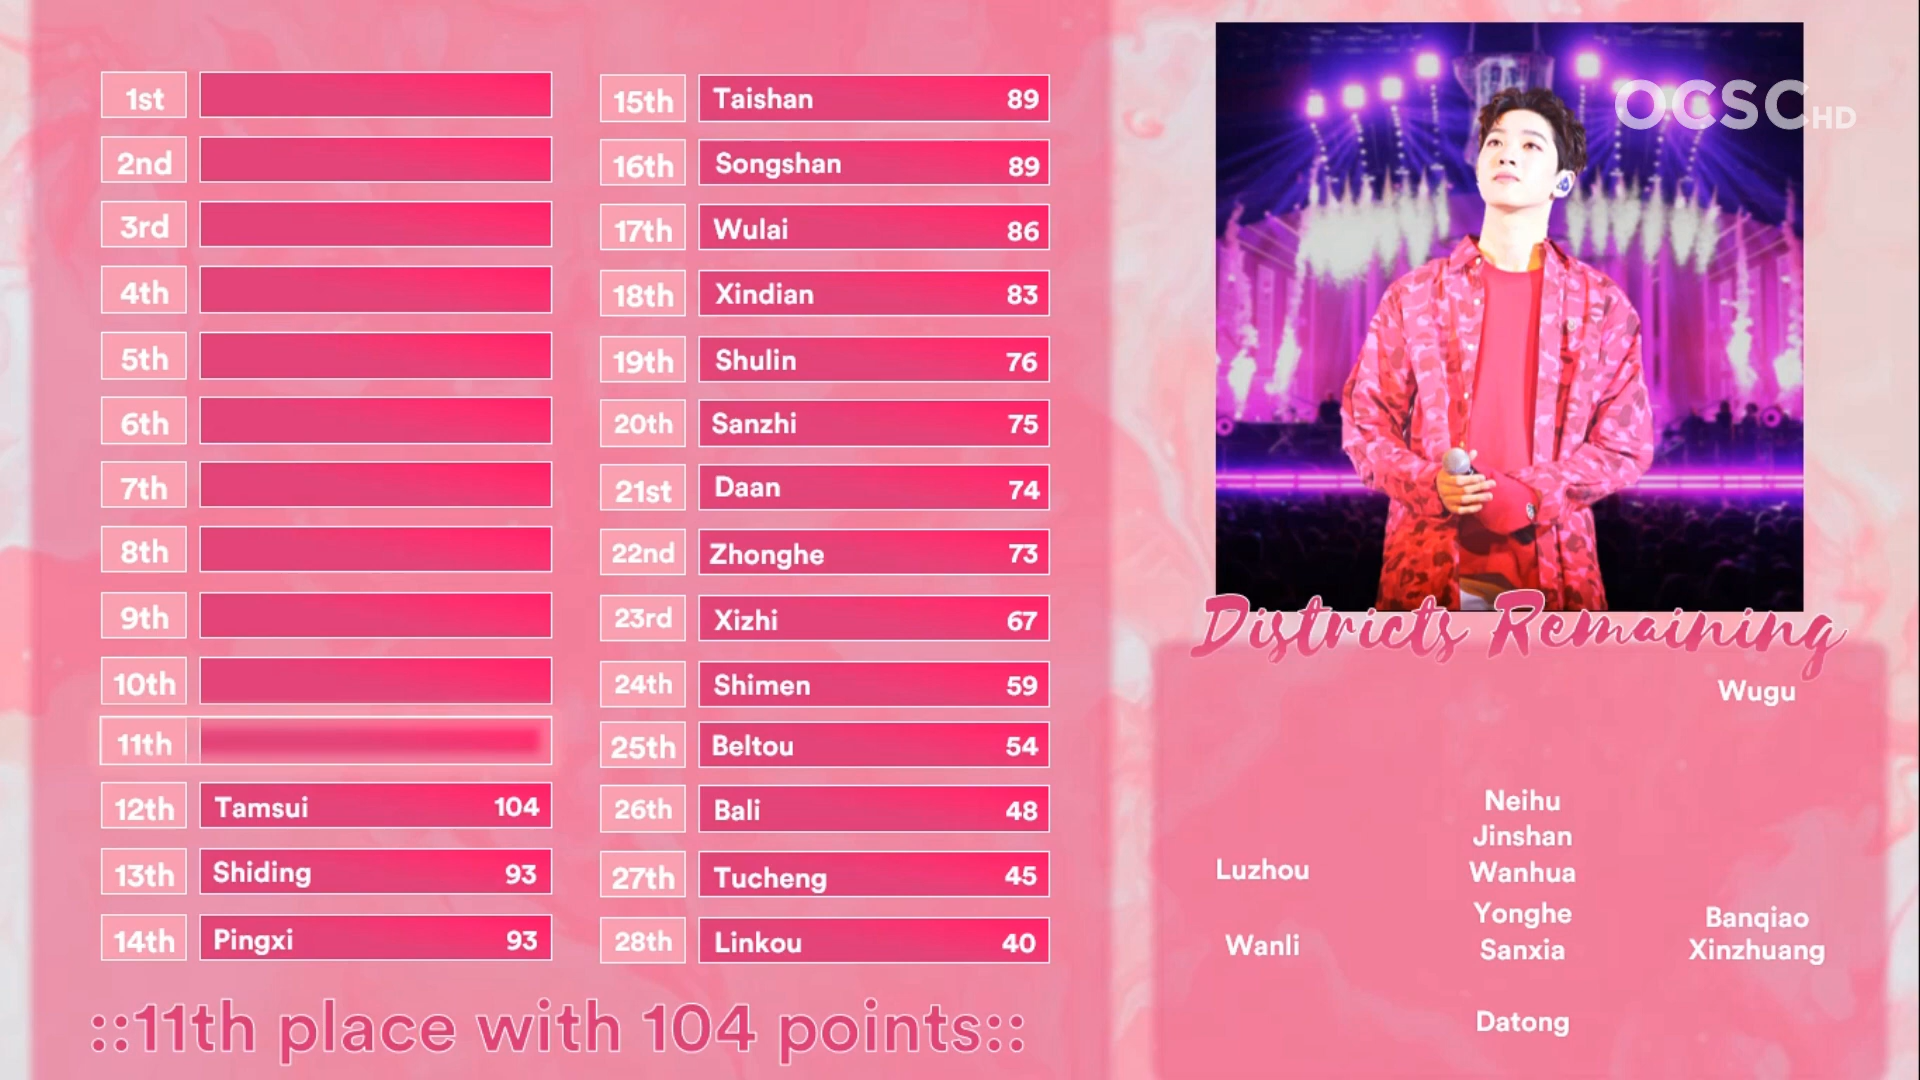 1st
2nd
3rd
4th
5th
6th
7th
8th
9th
10th
11th
12th Tamsui 104
13th Shiding 93
14th Pingxi 93
15th Taishan 89
16th Songshan 89
17th Wulai 86
18th Xindian 83
19th Shulin 76
20th Sanzhi 75
21st Daan 74
22nd Zhonghe 73
23rd Xizhi 67
24th Shimen 59
25th Beltou 54
26th Bali 48
27th Tucheng 45
28th Linkou 40
::11th place with 104 points::
OCSC HD
Districts Remaining
Wugu
Neihu
Jinshan
Luzhou
Wanhua
Yonghe
Banqiao
Wanli
Sanxia
Xinzhuang
Datong